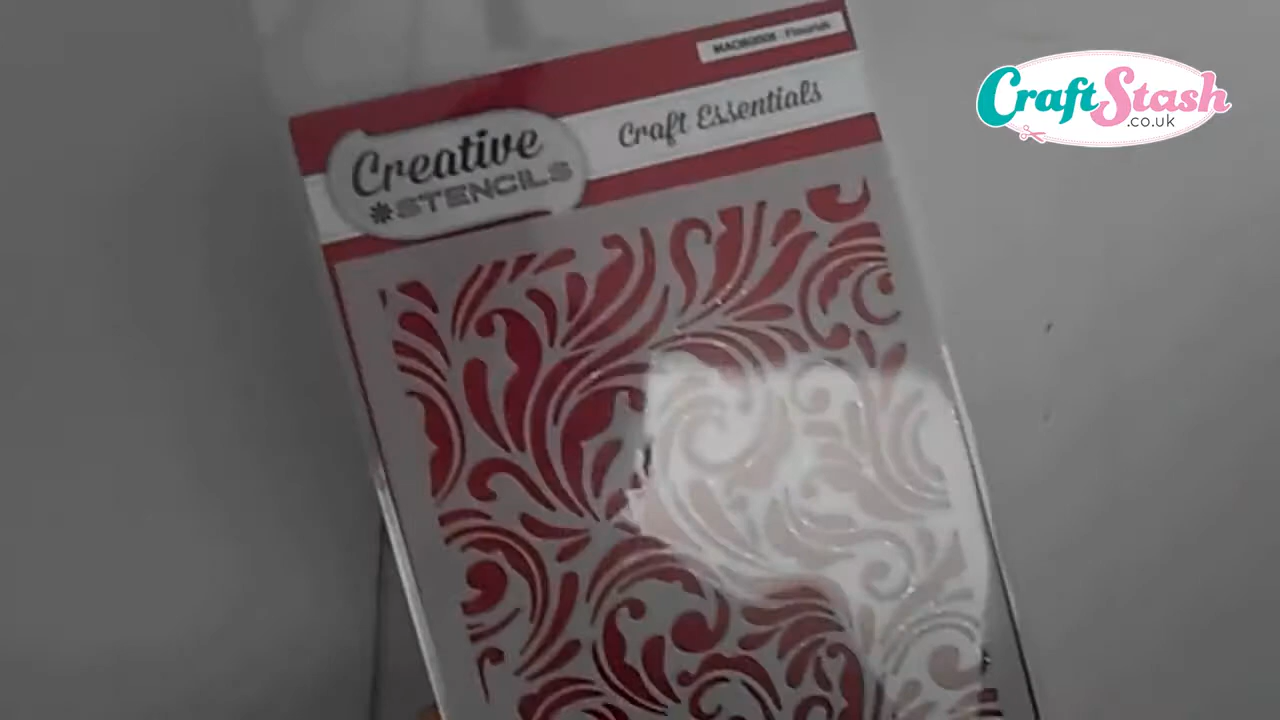 Flourish
Craft Essentials
Creative
STENCILS
CraftStash
.co.uk